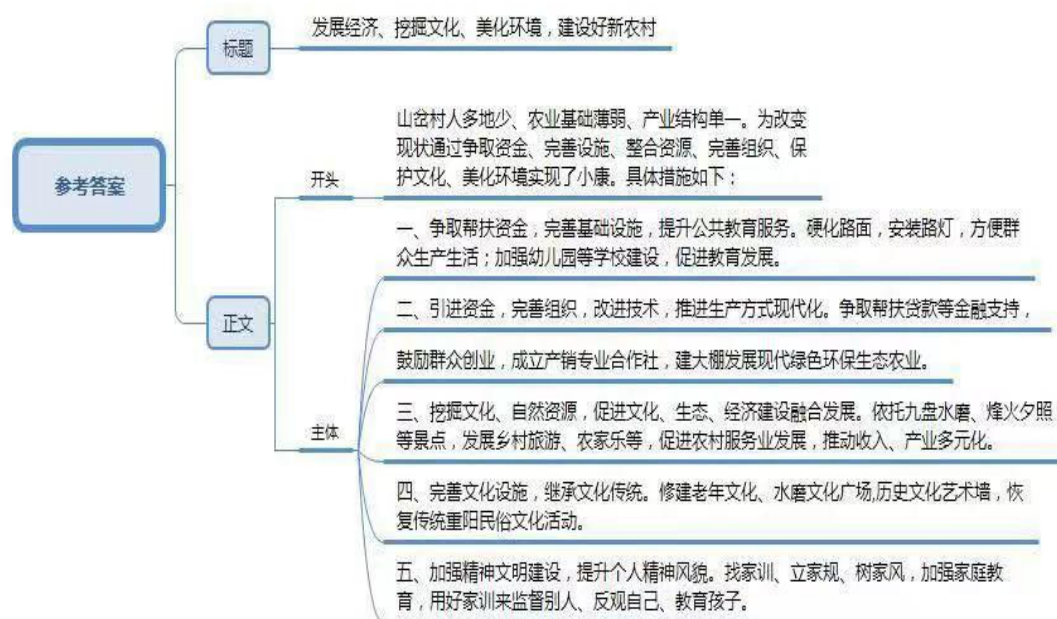 参考答案
标题
发展经济、挖掘文化、美化环境，建设好新农村
正文
开头
山岔村人多地少、农业基础薄弱、产业结构单一。为改变
现状通过争取资金、完善设施、整合资源、完善组织、保
护文化、美化环境实现了小康。具体措施如下：
主体
一、争取帮扶资金，完善基础设施，提升公共教育服务。硬化路面，安装路灯，方便群
众生产生活；加强幼儿园等学校建设，促进教育发展。
二、引进资金，完善组织，改进技术，推进生产方式现代化。争取帮扶贷款等金融支持，
鼓励群众创业，成立产销专业合作社，建大棚发展现代绿色环保生态农业。
三、挖掘文化、自然资源，促进文化、生态、经济建设融合发展。依托九盘水磨、烽火夕照
等景点，发展乡村旅游、农家乐等，促进农村服务业发展，推动收入、产业多元化。
四、完善文化设施，继承文化传统。修建老年文化、水磨文化广场,历史文化艺术墙，恢
复传统重阳民俗文化活动。
五、加强精神文明建设，提升个人精神风貌。找家训、立家规、树家风，加强家庭教
育，用好家训来监督别人、反观自己、教育孩子。